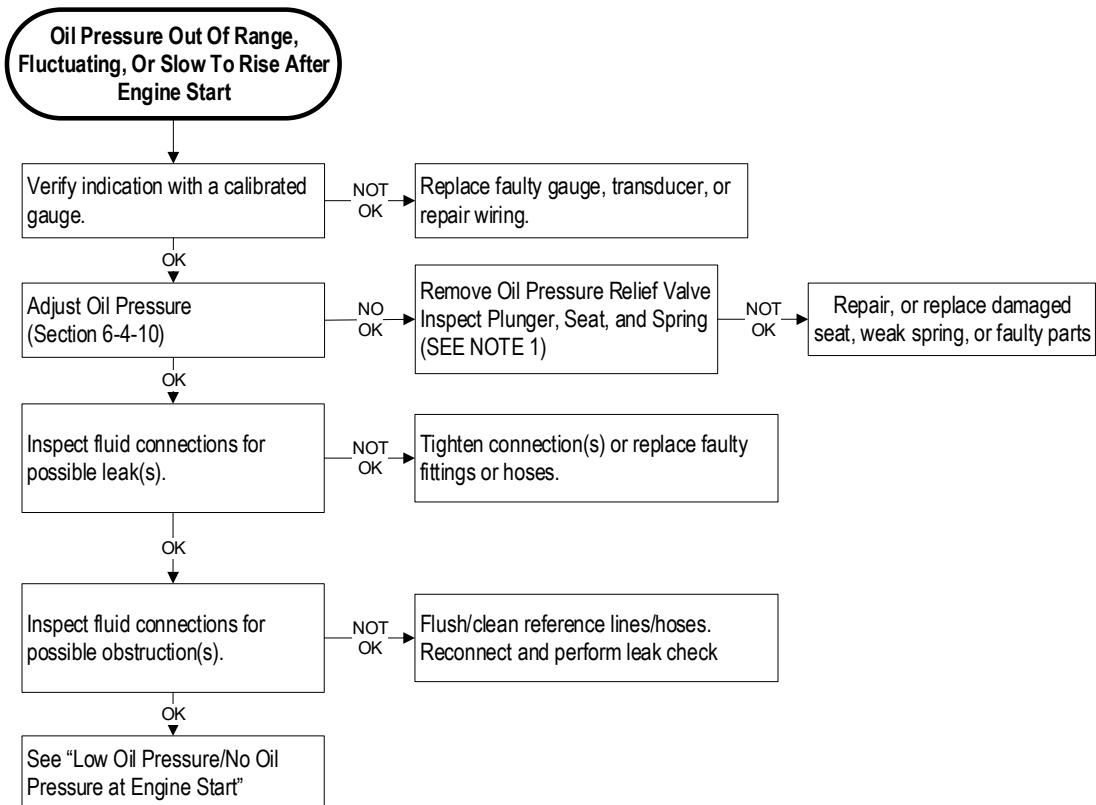 Oil Pressure Out Of Range,
Fluctuating, Or Slow To Rise After
Engine Start
Verify indication with a calibrated
gauge.
NOT
OK
Replace faulty gauge, transducer, or
repair wiring.
OK
Adjust Oil Pressure
(Section 6-4-10)
NO
OK
Remove Oil Pressure Relief Valve
Inspect Plunger, Seat, and Spring
(SEE NOTE 1)
NOT
OK
Repair, or replace damaged
seat, weak spring, or faulty parts
OK
Inspect fluid connections for
possible leak(s).
NOT
OK
Tighten connection(s) or replace faulty
fittings or hoses.
OK
Inspect fluid connections for
possible obstruction(s).
NOT
OK
Flush/clean reference lines/hoses.
Reconnect and perform leak check
OK
See “Low Oil Pressure/No Oil
Pressure at Engine Start”